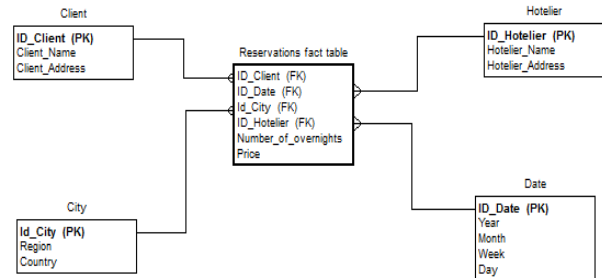 Client
ID_Client (PK)
Client_Name
Client_Address
Hotelier
ID_Hotelier (PK)
Hotelier_Name
Hotelier_Address
Reservations fact table
ID_Client (FK)
ID_Date (FK)
Id_City (FK)
ID_Hotelier (FK)
Number_of_overnights
Price
City
Id_City (PK)
Region
Country
Date
ID_Date (PK)
Year
Month
Week
Day